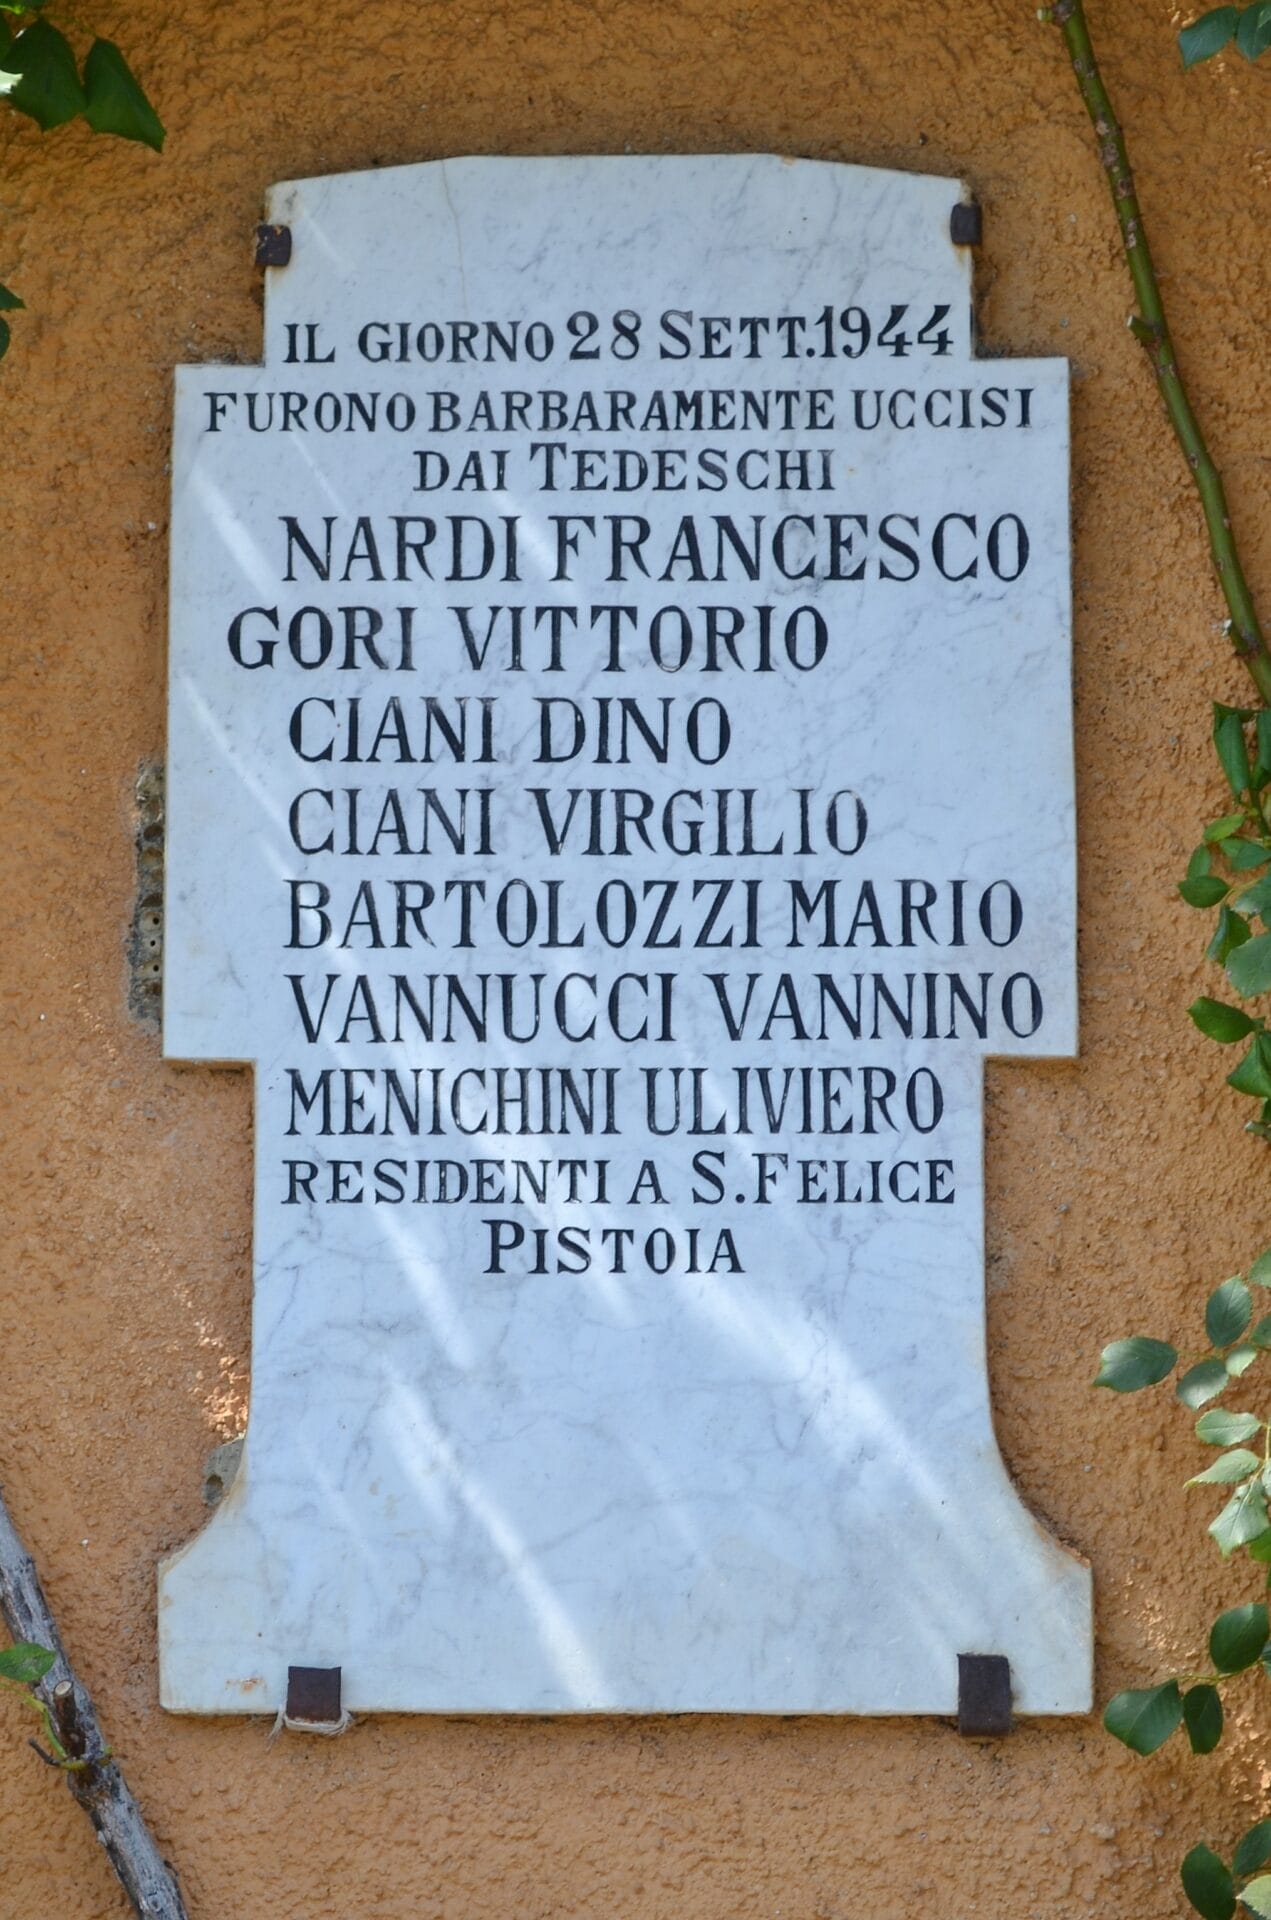 IL GIORNO 28 SETT. 1944
FURONO BARBARAMENTE UCCISI
DAI TEDESCHI
NARDI FRANCESCO
GORI VITTORIO
CIANI DINO
CIANI VIRGILIO
BARTOLOZZI MARIO
VANNUCCI VANNINO
MENICHINI ULIVIERO
RESIDENTI A S. FELICE
PISTOIA